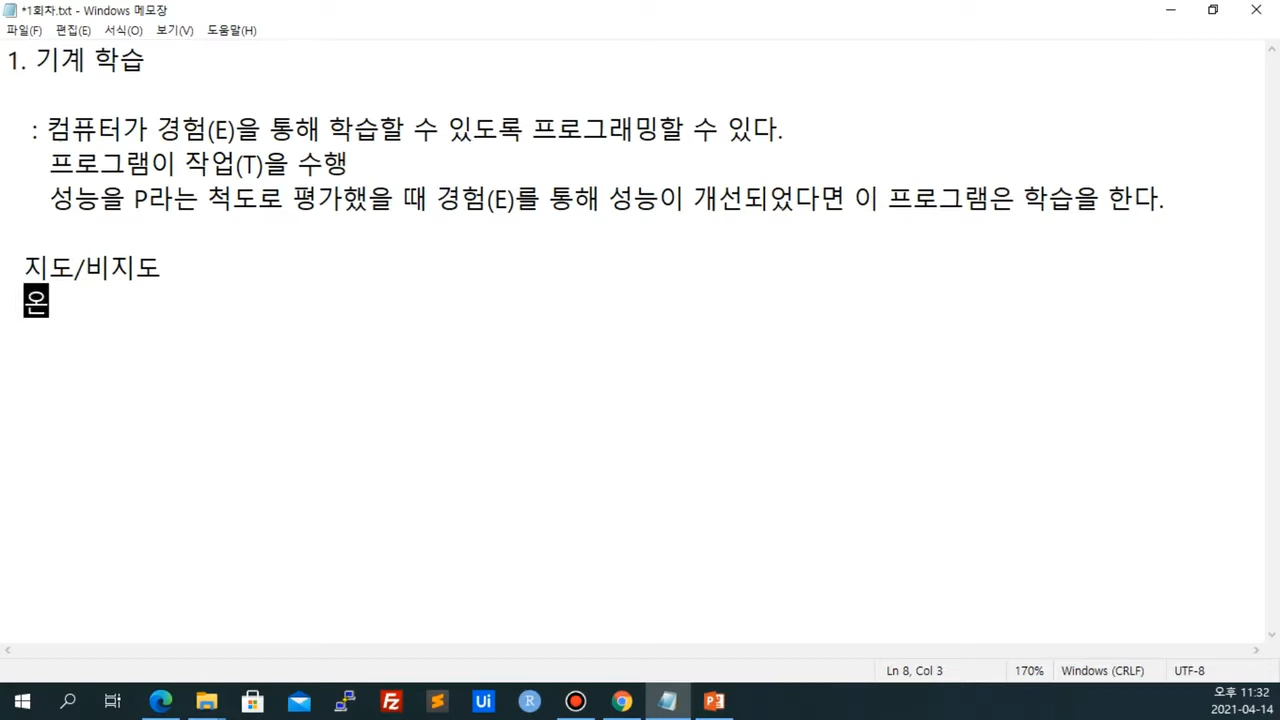 *1회자.txt - Windows 메모장
파일(F) 편집(E) 서식(O) 보기(V) 도움말(H)
1. 기계 학습
: 컴퓨터가 경험(E)을 통해 학습할 수 있도록 프로그래밍할 수 있다.
프로그램이 작업(T)을 수행
성능을 P라는 척도로 평가했을 때 경험(E)를 통해 성능이 개선되었다면 이 프로그램은 학습을 한다.
지도/비지도
온
Ln 8, Col 3 170% Windows (CRLF) UTF-8
Fz Ui R P
오후 11:32
2021-04-14